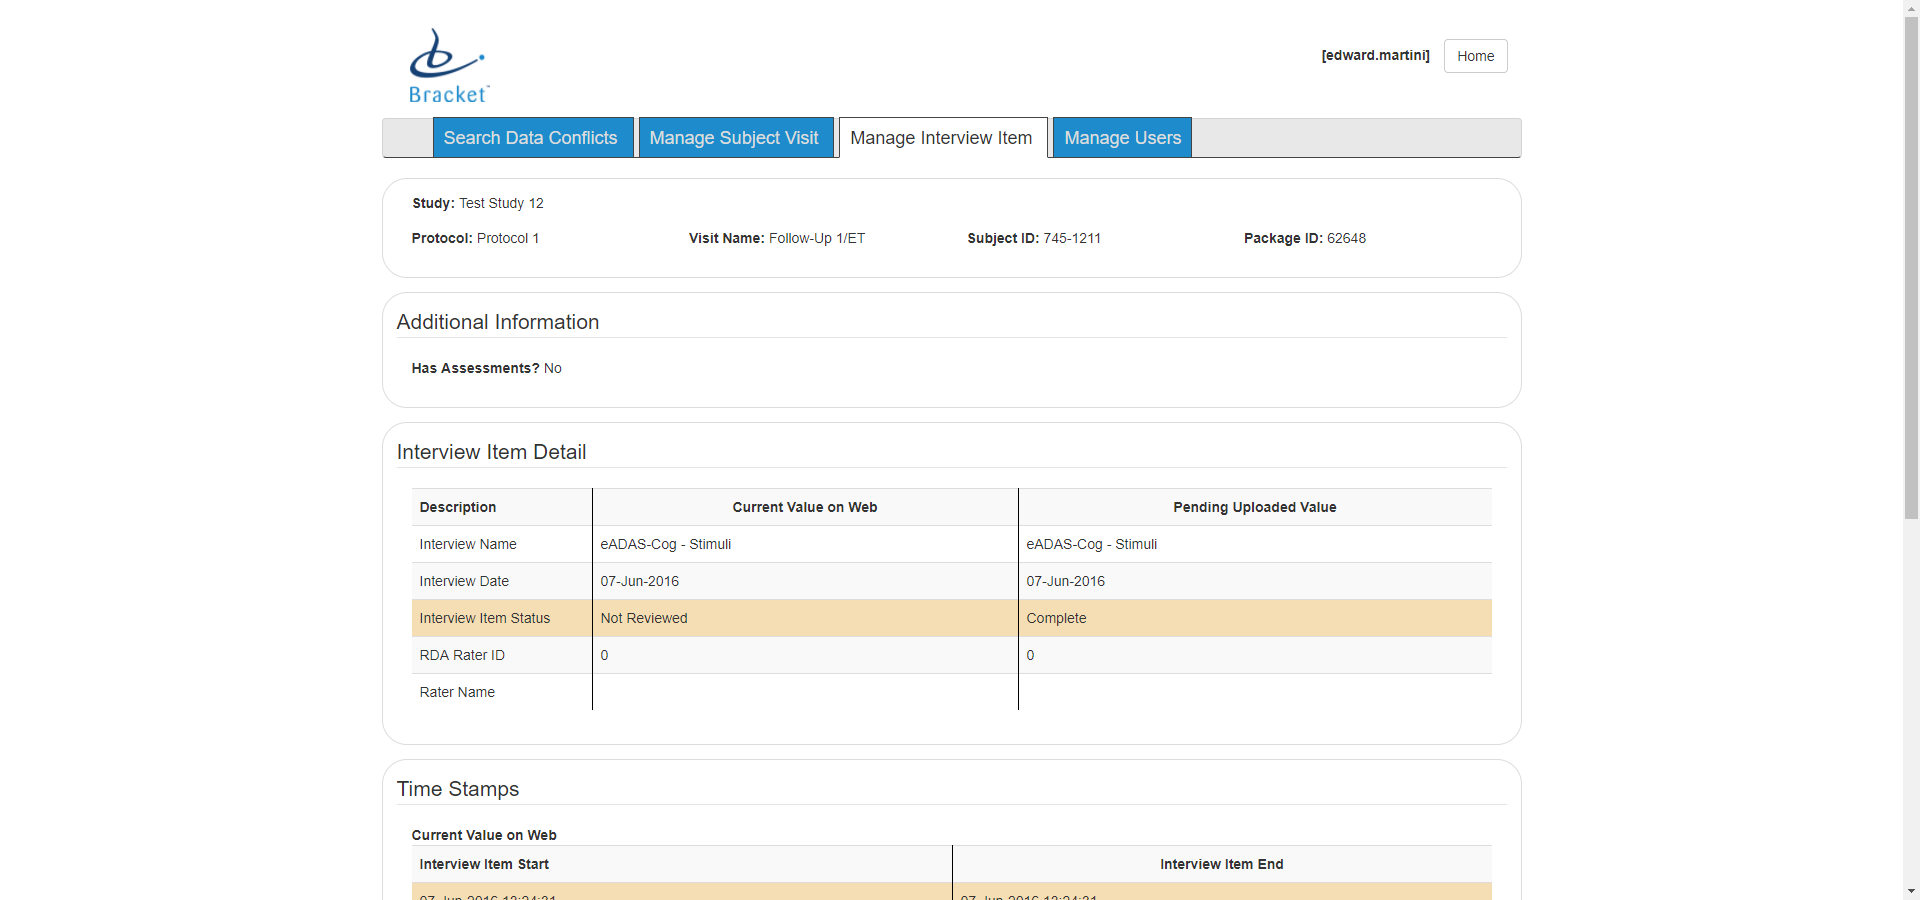 Bracket™
[edward.martini] Home
Search Data Conflicts Manage Subject Visit Manage Interview Item Manage Users
Study: Test Study 12
Protocol: Protocol 1 Visit Name: Follow-Up 1/ET Subject ID: 745-1211 Package ID: 62648
Additional Information
Has Assessments? No
Interview Item Detail
Description Current Value on Web Pending Uploaded Value
Interview Name eADAS-Cog - Stimuli eADAS-Cog - Stimuli
Interview Date 07-Jun-2016 07-Jun-2016
Interview Item Status Not Reviewed Complete
RDA Rater ID 0 0
Rater Name
Time Stamps
Current Value on Web
Interview Item Start Interview Item End